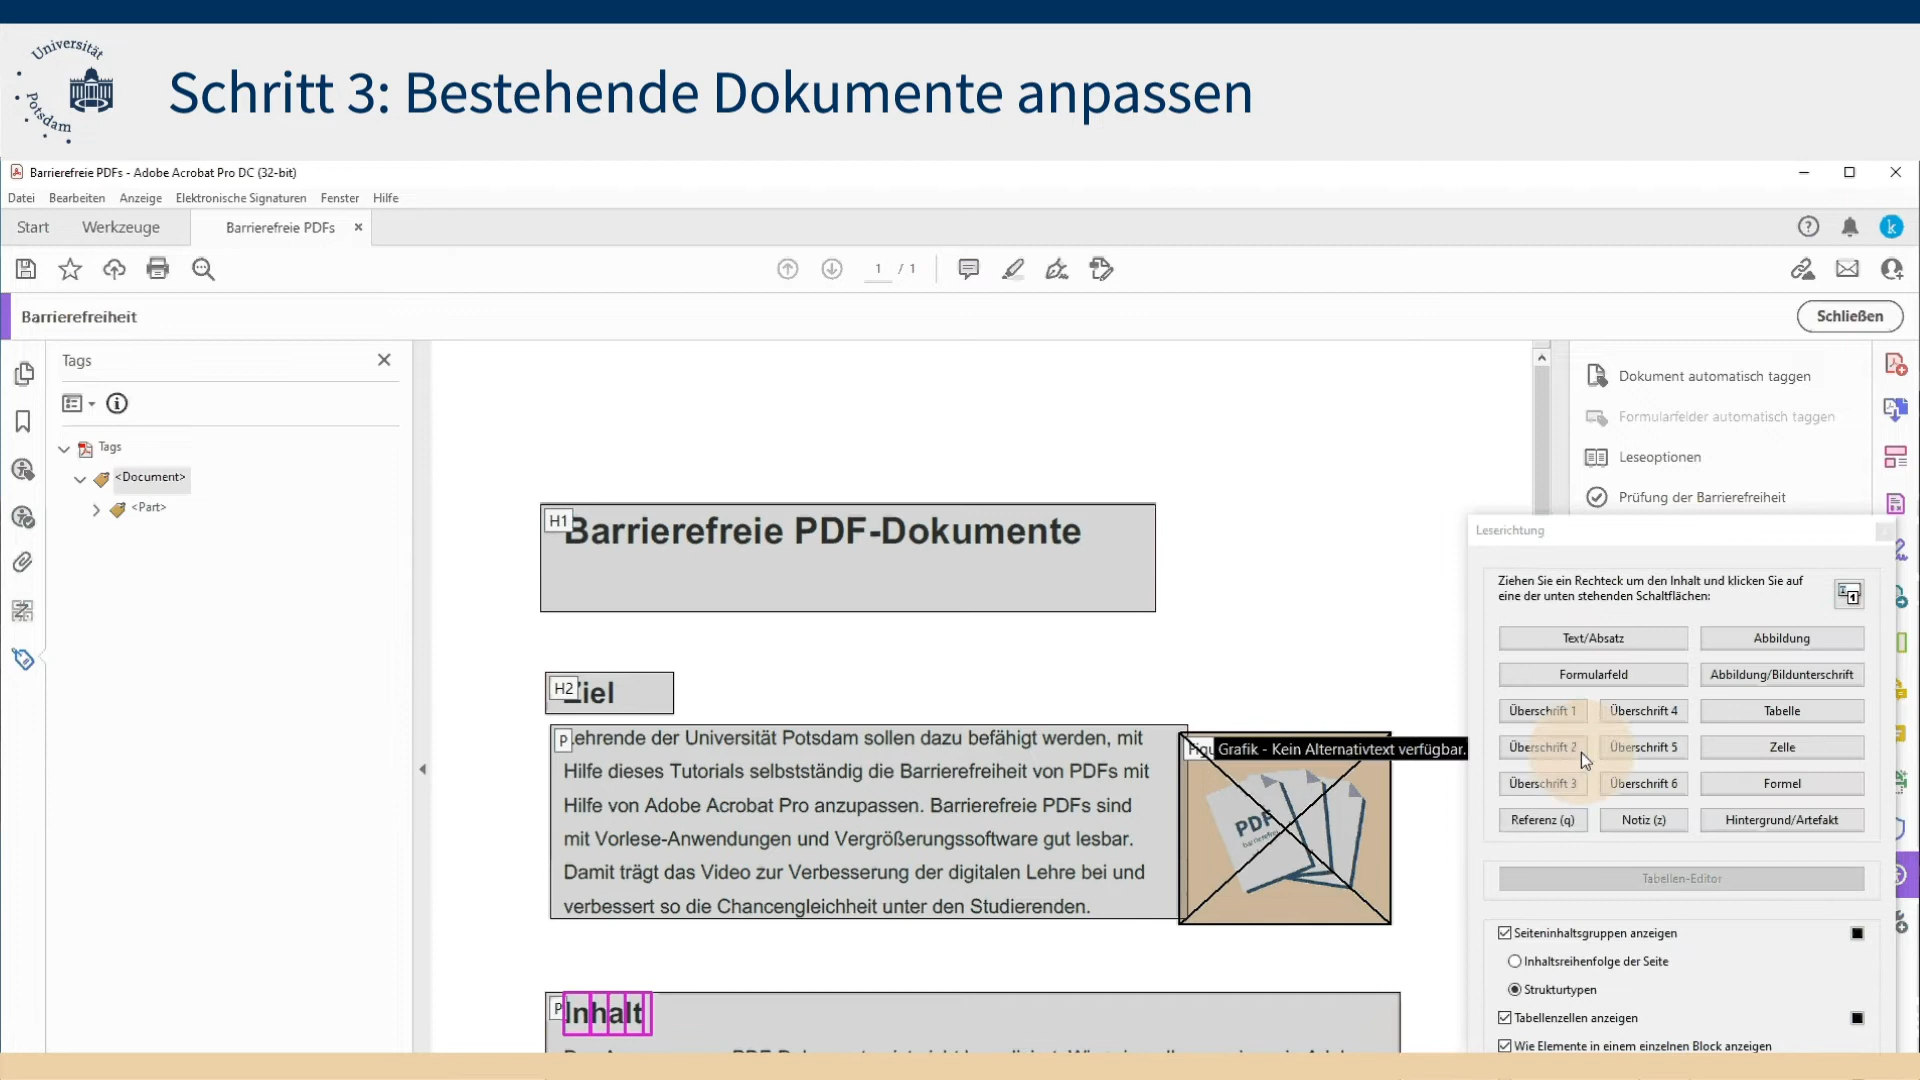 Universität
Potsdam
Schritt 3: Bestehende Dokumente anpassen
Barrierefreie PDFs - Adobe Acrobat Pro DC (32-bit)
Datei Bearbeiten Anzeige Elektronische Signaturen Fenster Hilfe
Start Werkzeuge Barrierefreie PDFs
k
1 / 1
Barrierefreiheit
Schließen
Tags
Tags
<Document>
<Part>
H1
Barrierefreie PDF-Dokumente
H2
Ziel
P
Lehrende der Universität Potsdam sollen dazu befähigt werden, mit
Hilfe dieses Tutorials selbstständig die Barrierefreiheit von PDFs mit
Hilfe von Adobe Acrobat Pro anzupassen. Barrierefreie PDFs sind
mit Vorlese-Anwendungen und Vergrößerungssoftware gut lesbar.
Damit trägt das Video zur Verbesserung der digitalen Lehre bei und
verbessert so die Chancengleichheit unter den Studierenden.
Grafik - Kein Alternativtext verfügbar.
PDF
P
Inhalt
Dokument automatisch taggen
Formularfelder automatisch taggen
Leseoptionen
Prüfung der Barrierefreiheit
Leserichtung
Ziehen Sie ein Rechteck um den Inhalt und klicken Sie auf
eine der unten stehenden Schaltflächen:
Text/Absatz Abbildung
Formularfeld Abbildung/Bildunterschrift
Überschrift 1 Überschrift 4 Tabelle
Überschrift 2 Überschrift 5 Zelle
Überschrift 3 Überschrift 6 Formel
Referenz (q) Notiz (z) Hintergrund/Artefakt
Tabellen-Editor
Seiteninhaltsgruppen anzeigen
Inhaltsreihenfolge der Seite
Strukturtypen
Tabellenzellen anzeigen
Wie Elemente in einem einzelnen Block anzeigen